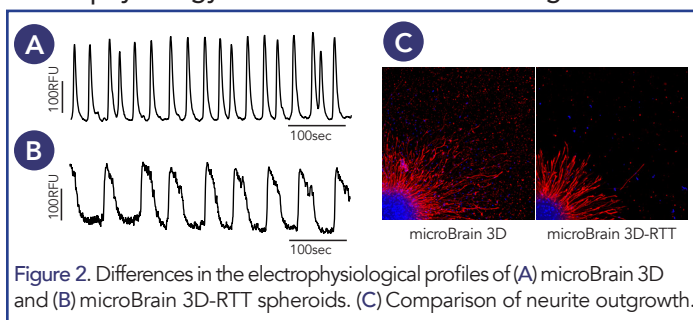 A
100RFU
100sec
B
100RFU
100sec
C
microBrain 3D
microBrain 3D-RTT
Figure 2. Differences in the electrophysiological profiles of (A) microBrain 3D
and (B) microBrain 3D-RTT spheroids. (C) Comparison of neurite outgrowth.